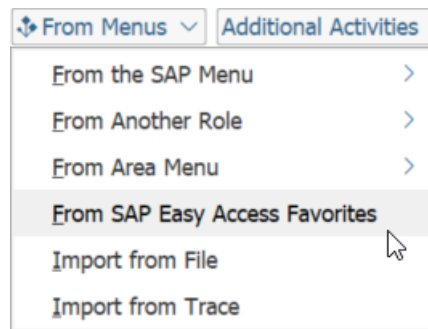 From Menus Additional Activities
From the SAP Menu
From Another Role
From Area Menu
From SAP Easy Access Favorites
Import from File
Import from Trace